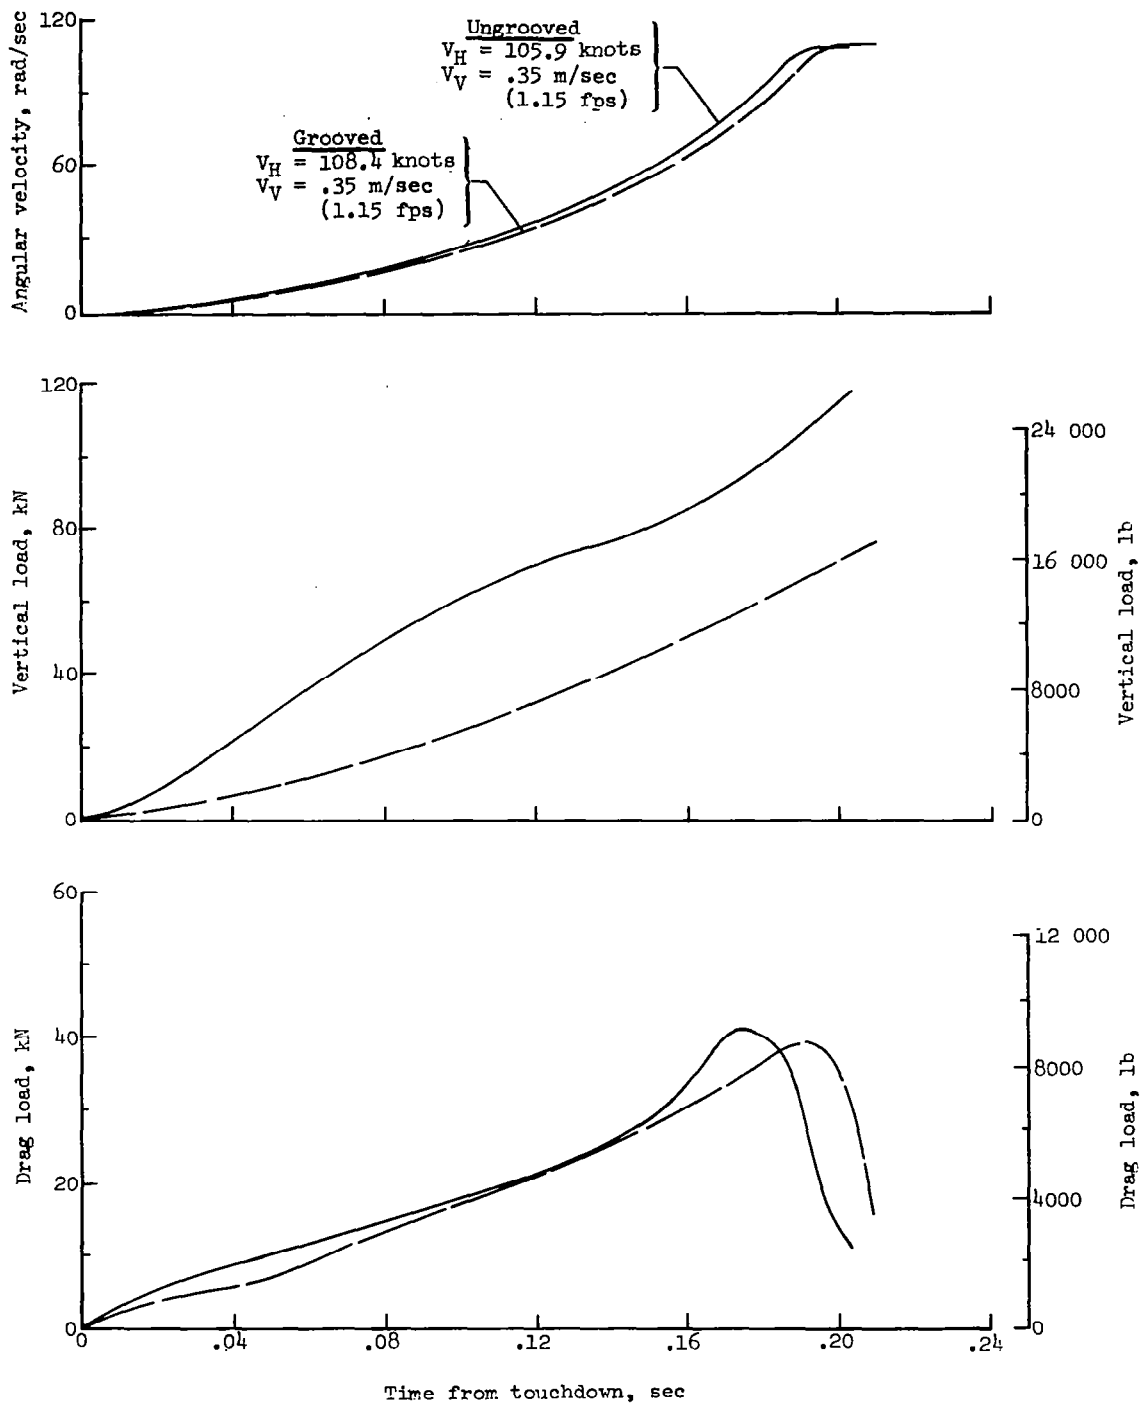 120
60
0
Angular velocity, rad/sec
Ungrooved
V_H = 105.9 knots
V_V = .35 m/sec
(1.15 fps)
Grooved
V_H = 108.4 knots
V_V = .35 m/sec
(1.15 fps)
120
80
40
0
Vertical load, kN
24 000
16 000
8000
0
Vertical load, lb
60
40
20
0
Drag load, kN
12 000
8000
4000
0
Drag load, lb
0 .04 .08 .12 .16 .20 .24
Time from touchdown, sec